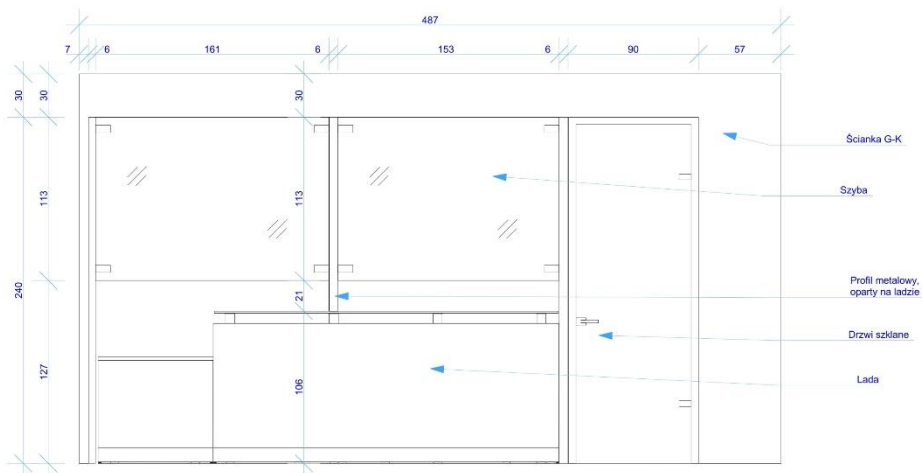 487
7 6 161 6 153 6 90 57
30 30 30
Ścianka G-K
Szyba
113 113
240
Profil metalowy,
oparty na ladzie
21
Drzwi szklane
127
Lada
106